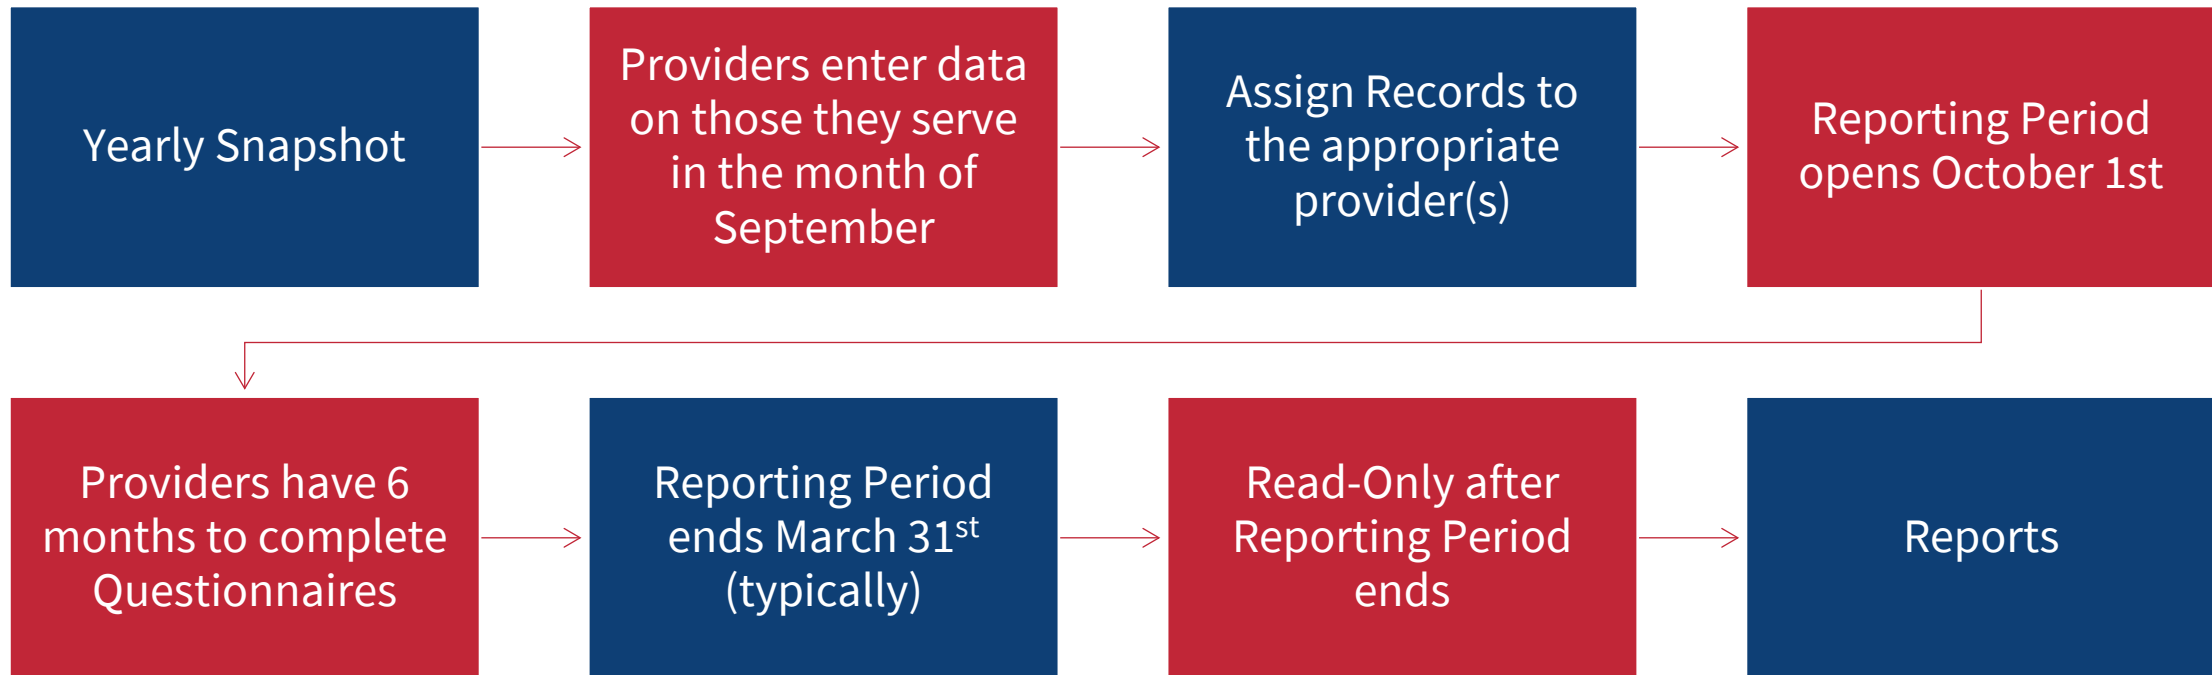 Yearly Snapshot
Providers enter data
on those they serve
in the month of
September
Assign Records to
the appropriate
provider(s)
Reporting Period
opens October 1st
Providers have 6
months to complete
Questionnaires
Reporting Period
ends March 31st
(typically)
Read-Only after
Reporting Period
ends
Reports